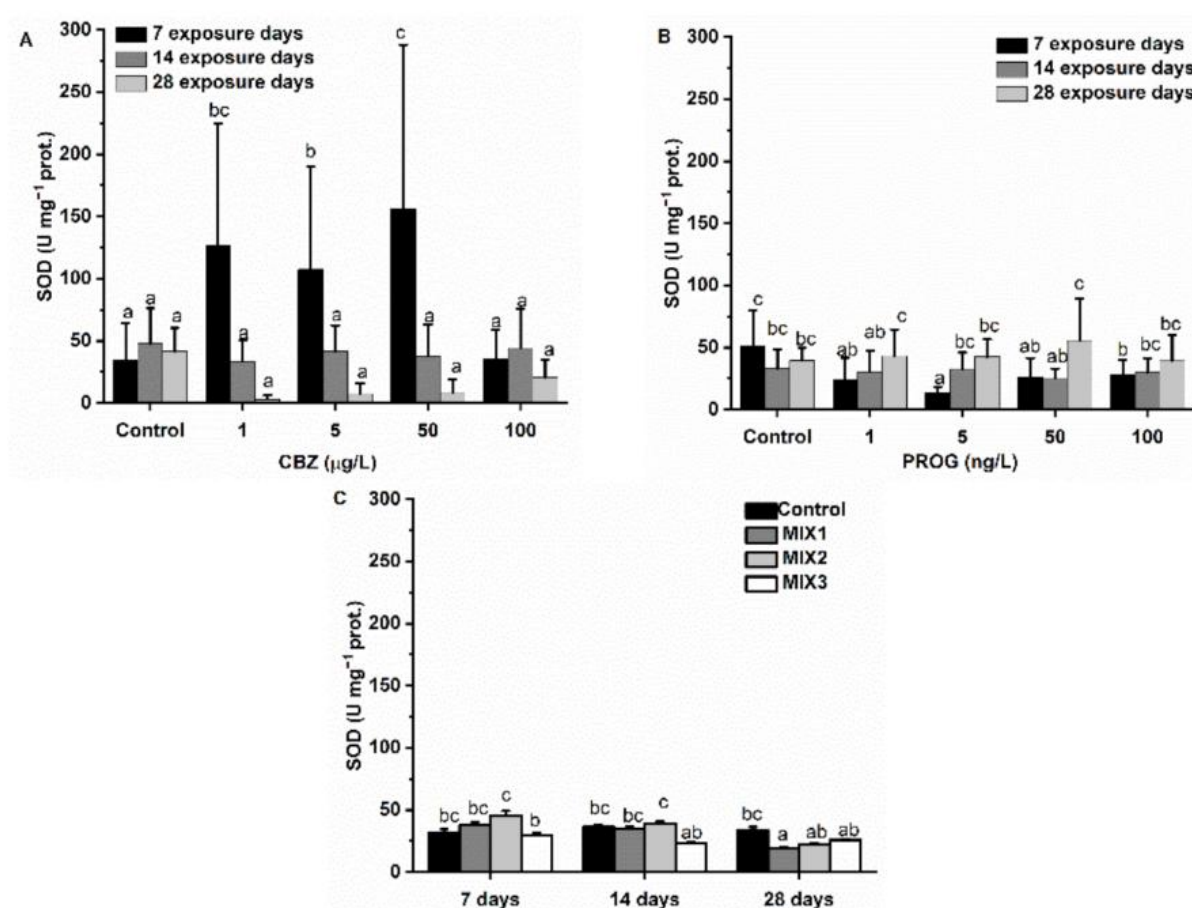 A
300
250
200
150
100
50
0
SOD (U mg⁻¹ prot.)
7 exposure days
14 exposure days
28 exposure days
a a a
bc a a
b a a
c a a
a a a
Control 1 5 50 100
CBZ (μg/L)
B
300
250
200
150
100
50
0
SOD (U mg⁻¹ prot.)
7 exposure days
14 exposure days
28 exposure days
c bc bc
ab ab c
a bc bc
ab ab c
b bc bc
Control 1 5 50 100
PROG (ng/L)
C
300
250
200
150
100
50
0
SOD (U mg⁻¹ prot.)
Control
MIX1
MIX2
MIX3
bc bc c b
bc bc c ab
bc a ab ab
7 days 14 days 28 days